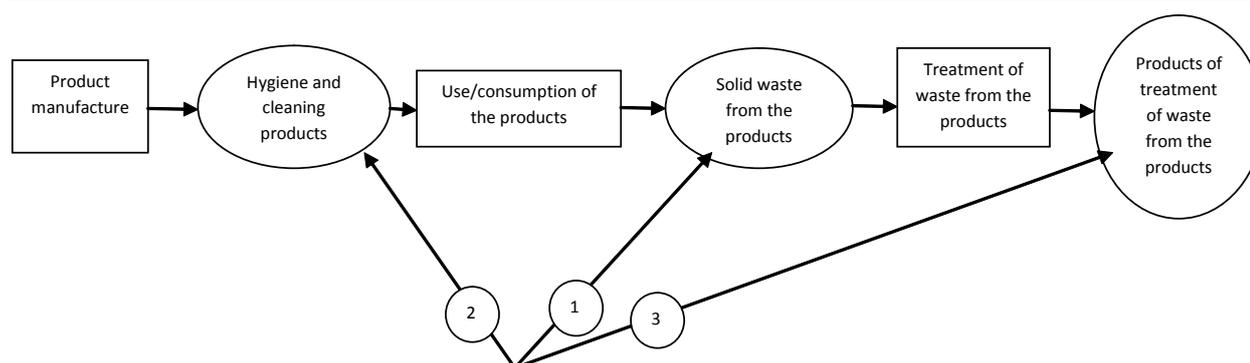 Product
manufacture
Hygiene and
cleaning
products
Use/consumption of
the products
Solid waste
from the
products
Treatment of
waste from the
products
Products of
treatment
of waste
from the
products
2
1
3